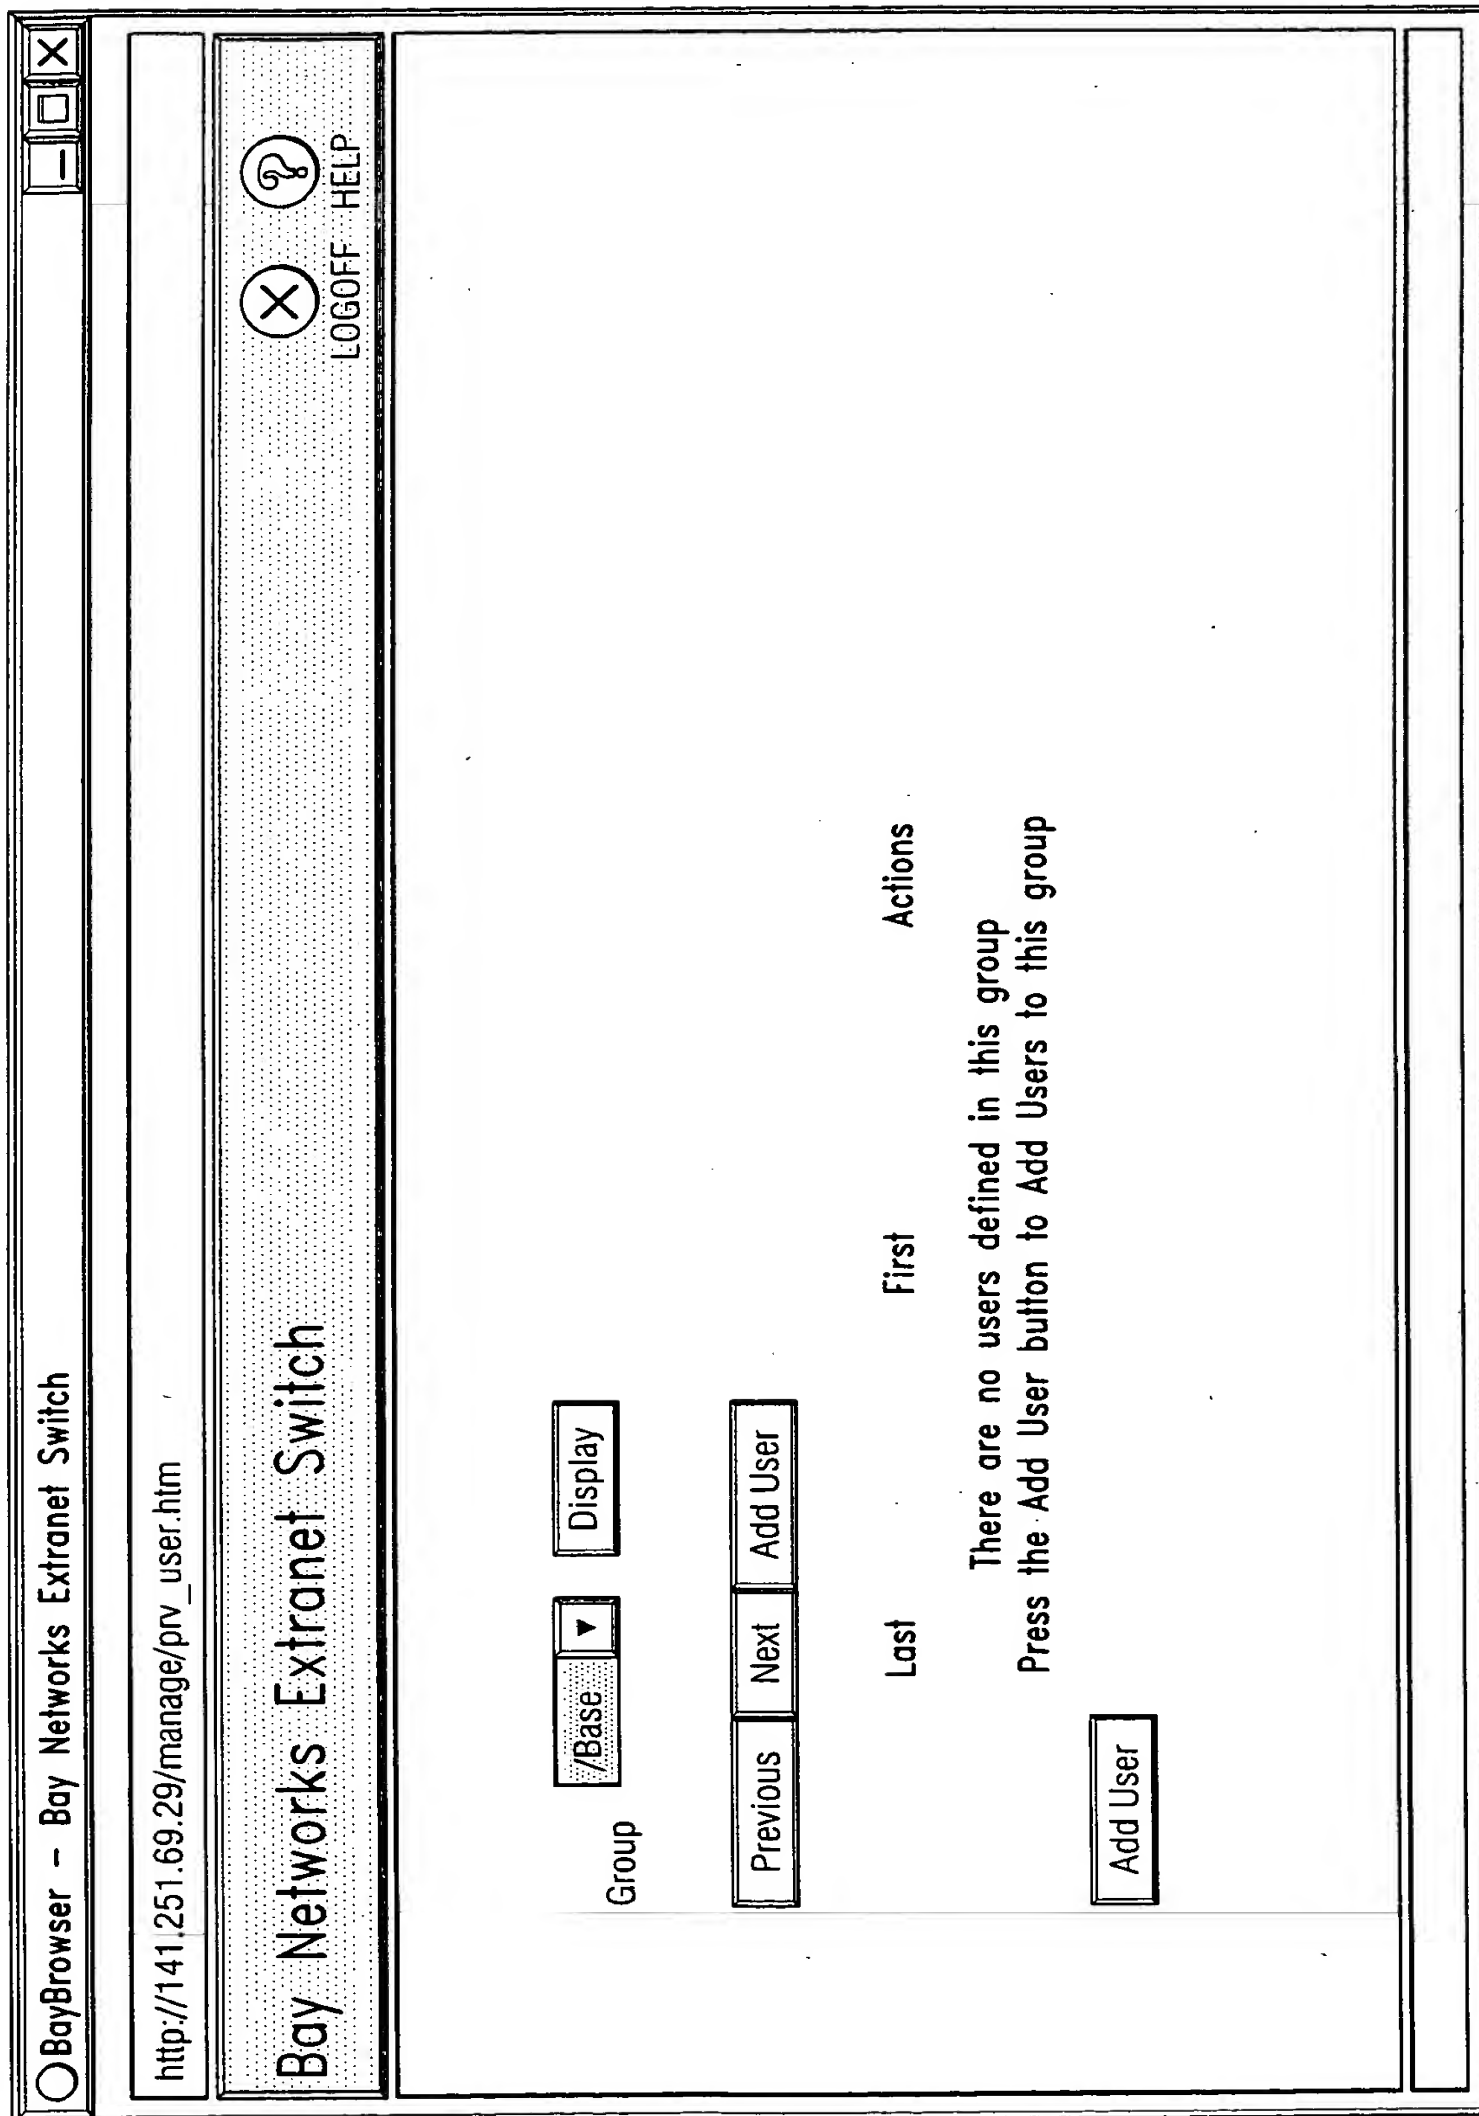 BayBrowser - Bay Networks Extranet Switch
http://141.251.69.29/manage/prv_user.htm
Bay Networks Extranet Switch
LOGOFF HELP
Group /Base Display
Previous Next Add User
Last First Actions
There are no users defined in this group
Press the Add User button to Add Users to this group
Add User